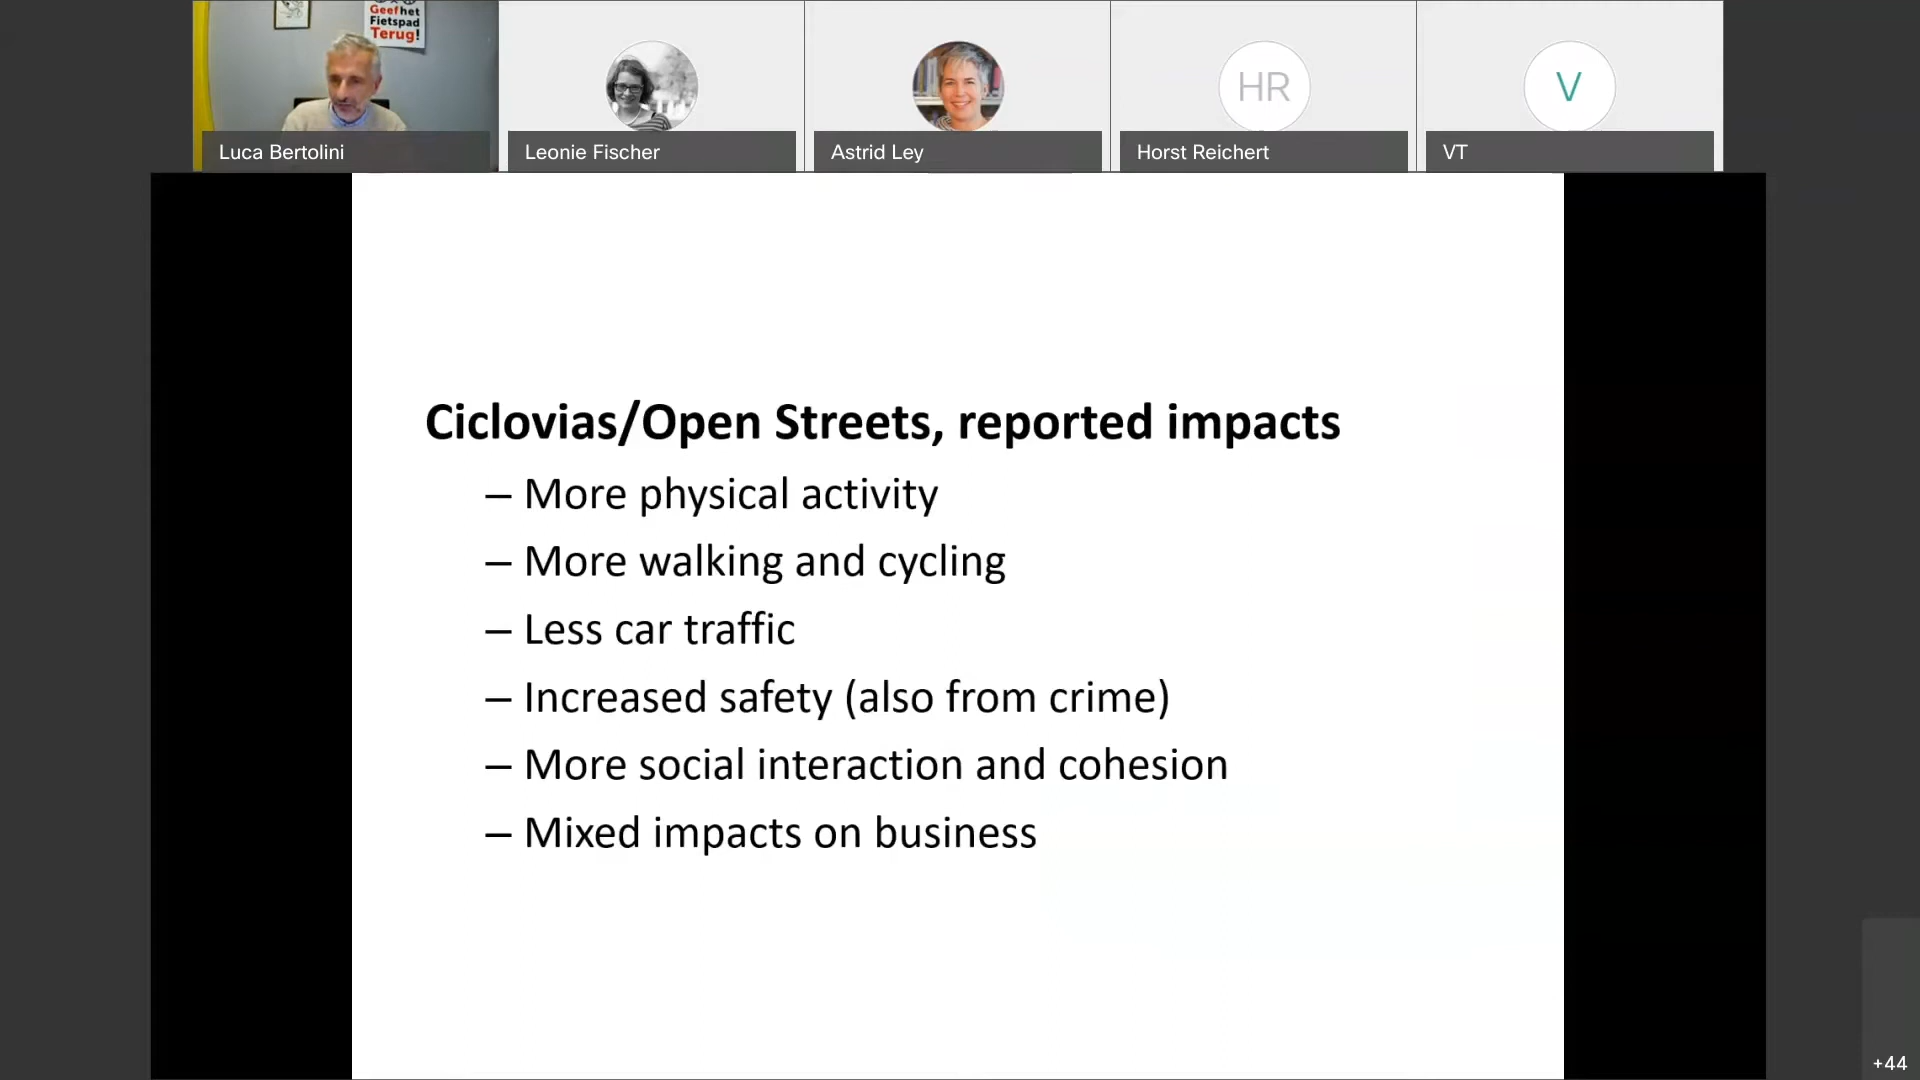 Geef het
Fietspad
Terug!
HR
V
Luca Bertolini
Leonie Fischer
Astrid Ley
Horst Reichert
VT
Ciclovias/Open Streets, reported impacts
– More physical activity
– More walking and cycling
– Less car traffic
– Increased safety (also from crime)
– More social interaction and cohesion
– Mixed impacts on business
+44